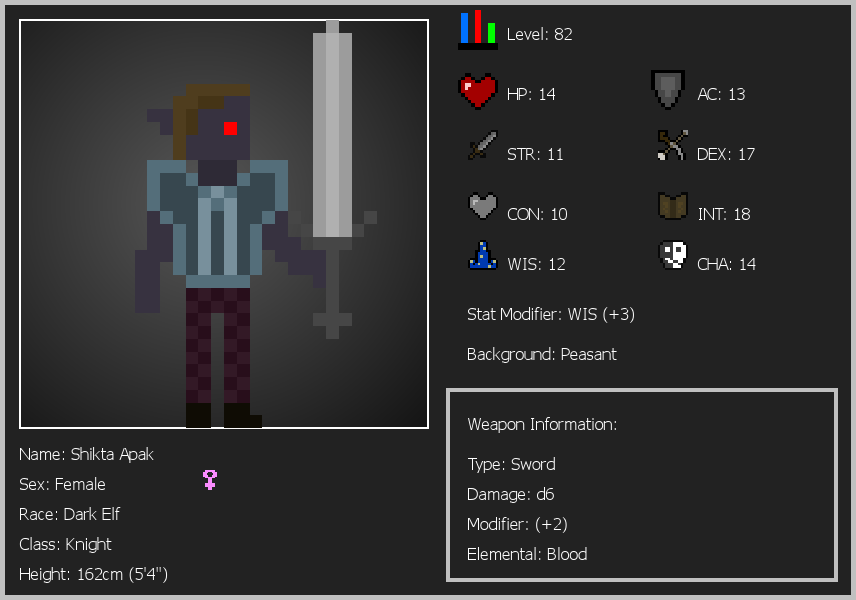 Level: 82
HP: 14
AC: 13
STR: 11
DEX: 17
CON: 10
INT: 18
WIS: 12
CHA: 14
Stat Modifier: WIS (+3)
Background: Peasant
Weapon Information:
Type: Sword
Damage: d6
Modifier: (+2)
Elemental: Blood
Name: Shikta Apak
Sex: Female
Race: Dark Elf
Class: Knight
Height: 162cm (5'4")